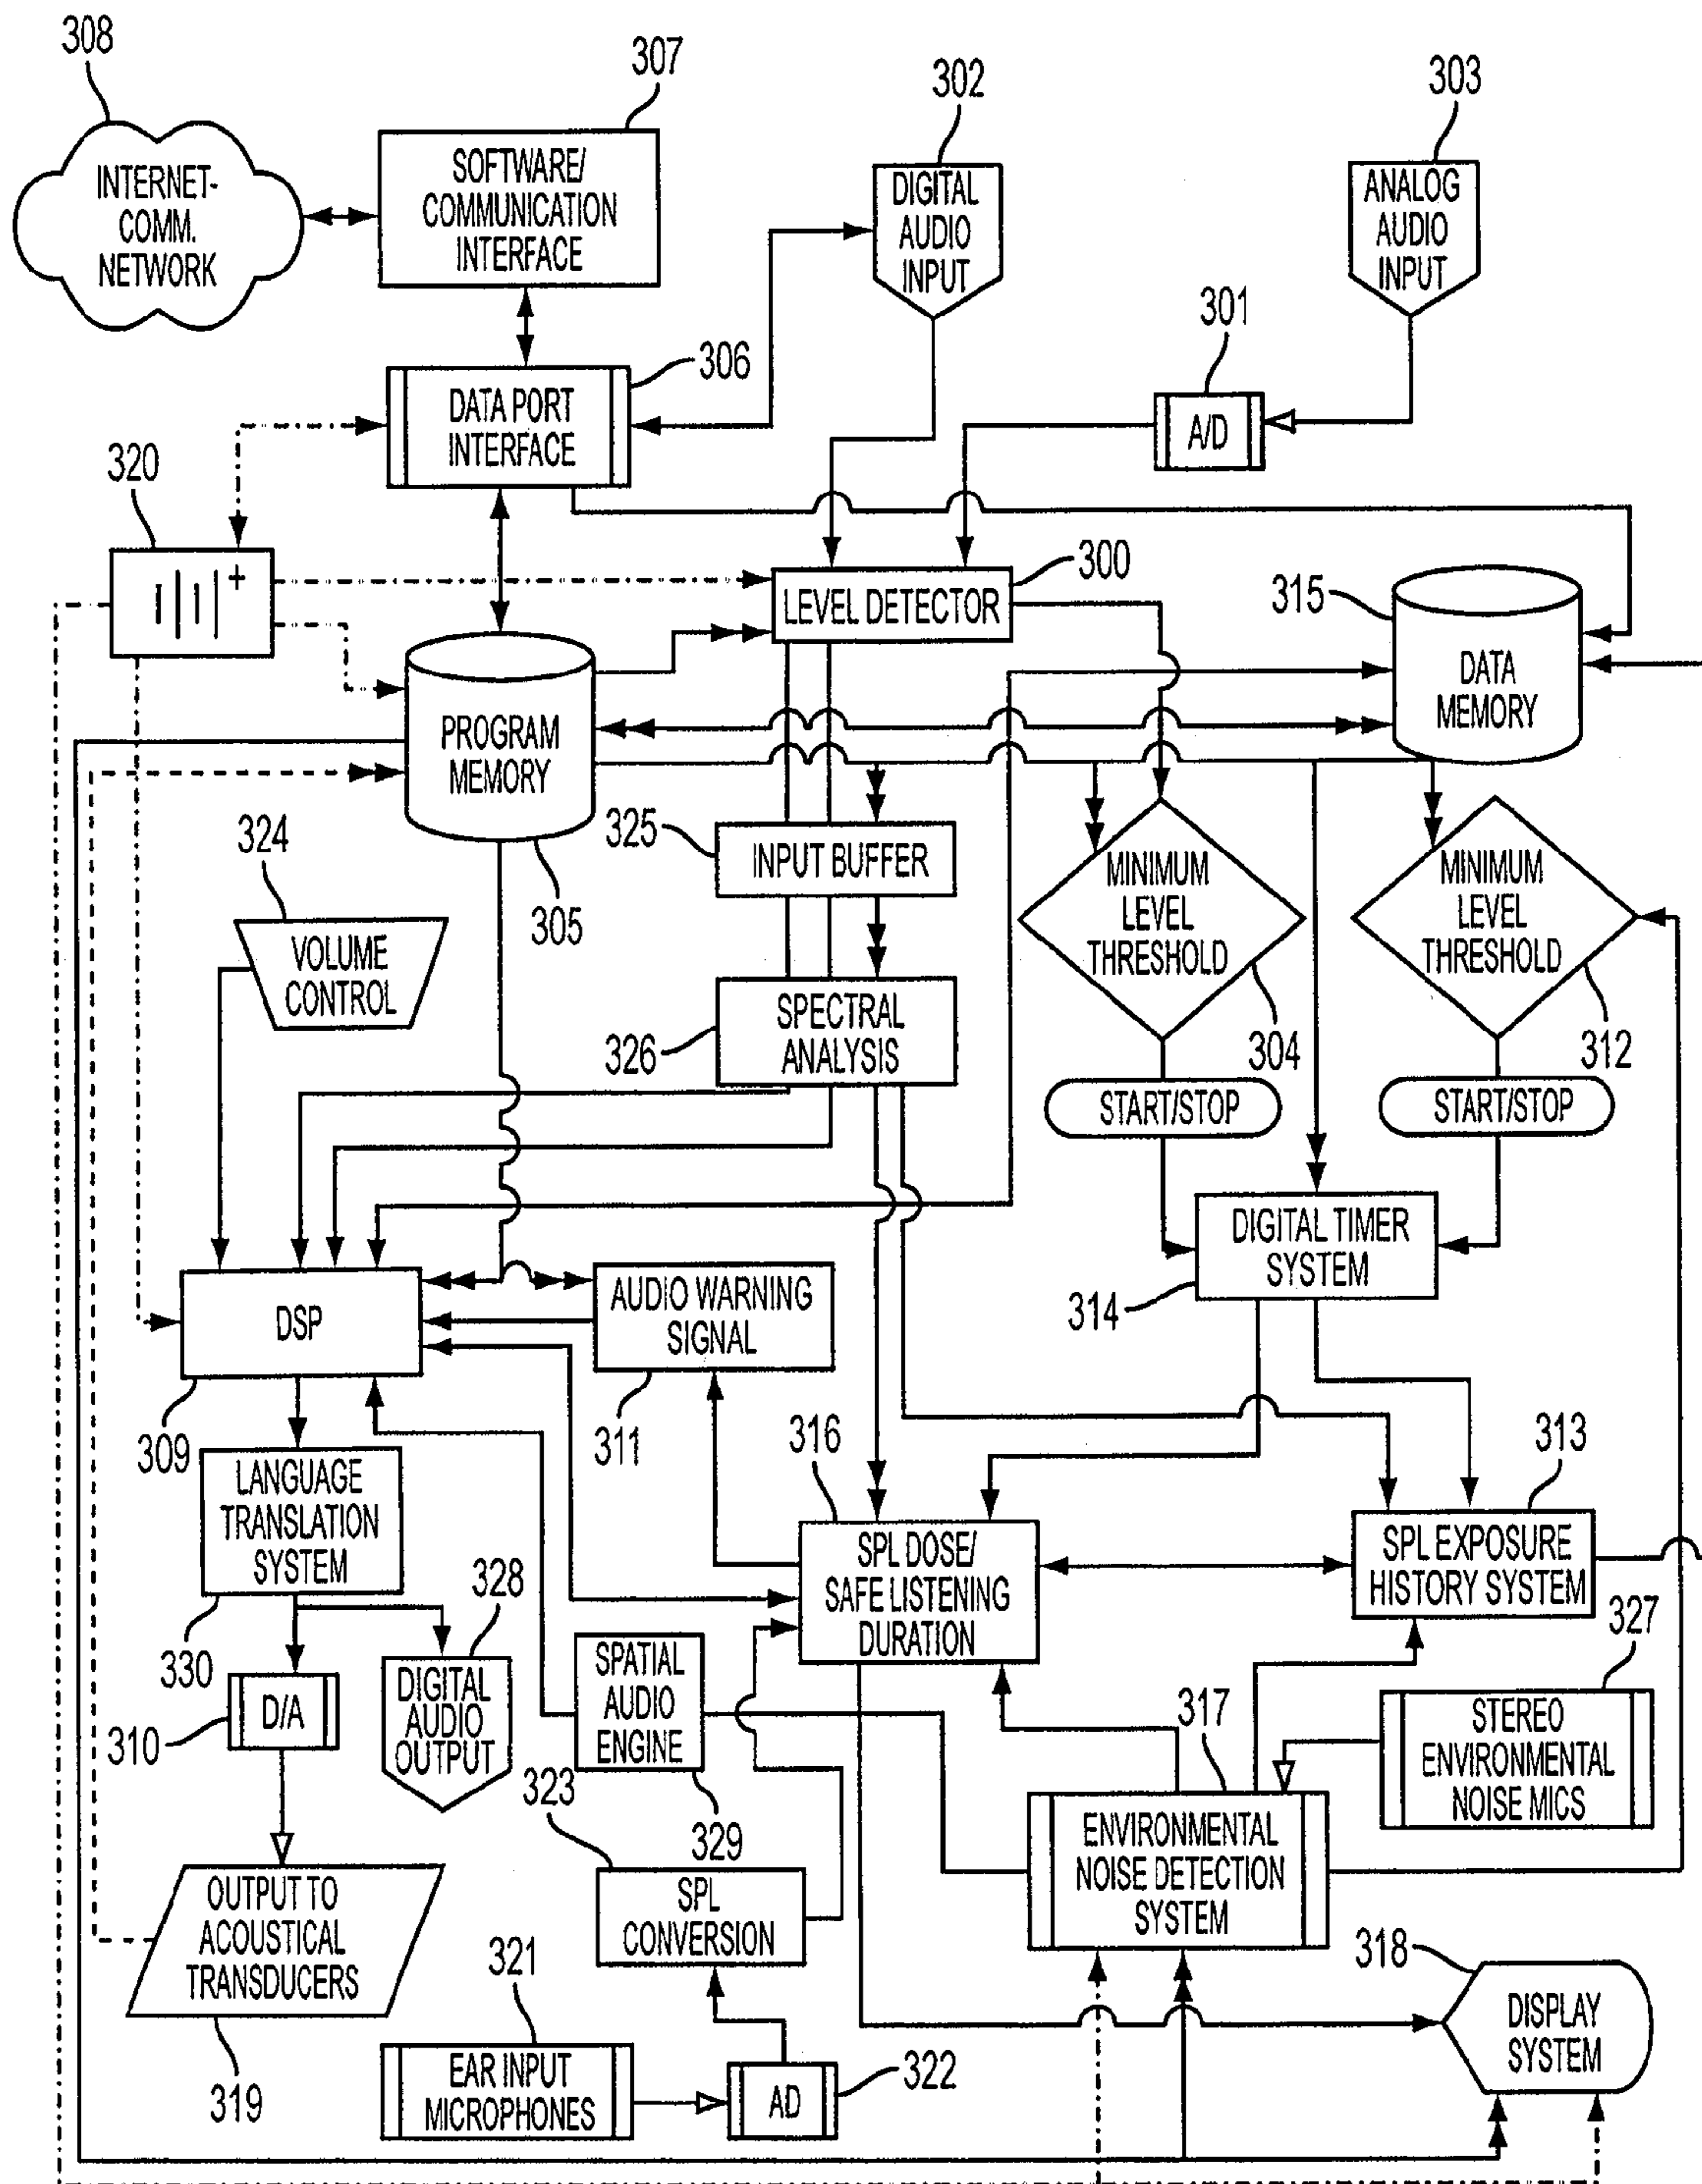 308
307
302
303
INTERNET-
COMM.
NETWORK
SOFTWARE/
COMMUNICATION
INTERFACE
DIGITAL
AUDIO
INPUT
ANALOG
AUDIO
INPUT
301
A/D
306
DATA PORT
INTERFACE
320
+
300
LEVEL DETECTOR
315
DATA
MEMORY
PROGRAM
MEMORY
305
325
INPUT BUFFER
MINIMUM
LEVEL
THRESHOLD
304
MINIMUM
LEVEL
THRESHOLD
312
324
VOLUME
CONTROL
326
SPECTRAL
ANALYSIS
START/STOP
START/STOP
DIGITAL TIMER
SYSTEM
314
DSP
309
AUDIO WARNING
SIGNAL
311
316
313
LANGUAGE
TRANSLATION
SYSTEM
330
328
SPL DOSE/
SAFE LISTENING
DURATION
SPL EXPOSURE
HISTORY SYSTEM
327
310
D/A
DIGITAL
AUDIO
OUTPUT
SPATIAL
AUDIO
ENGINE
329
317
STEREO
ENVIRONMENTAL
NOISE MICS
323
SPL
CONVERSION
ENVIRONMENTAL
NOISE DETECTION
SYSTEM
OUTPUT TO
ACOUSTICAL
TRANSDUCERS
319
321
EAR INPUT
MICROPHONES
AD
322
318
DISPLAY
SYSTEM